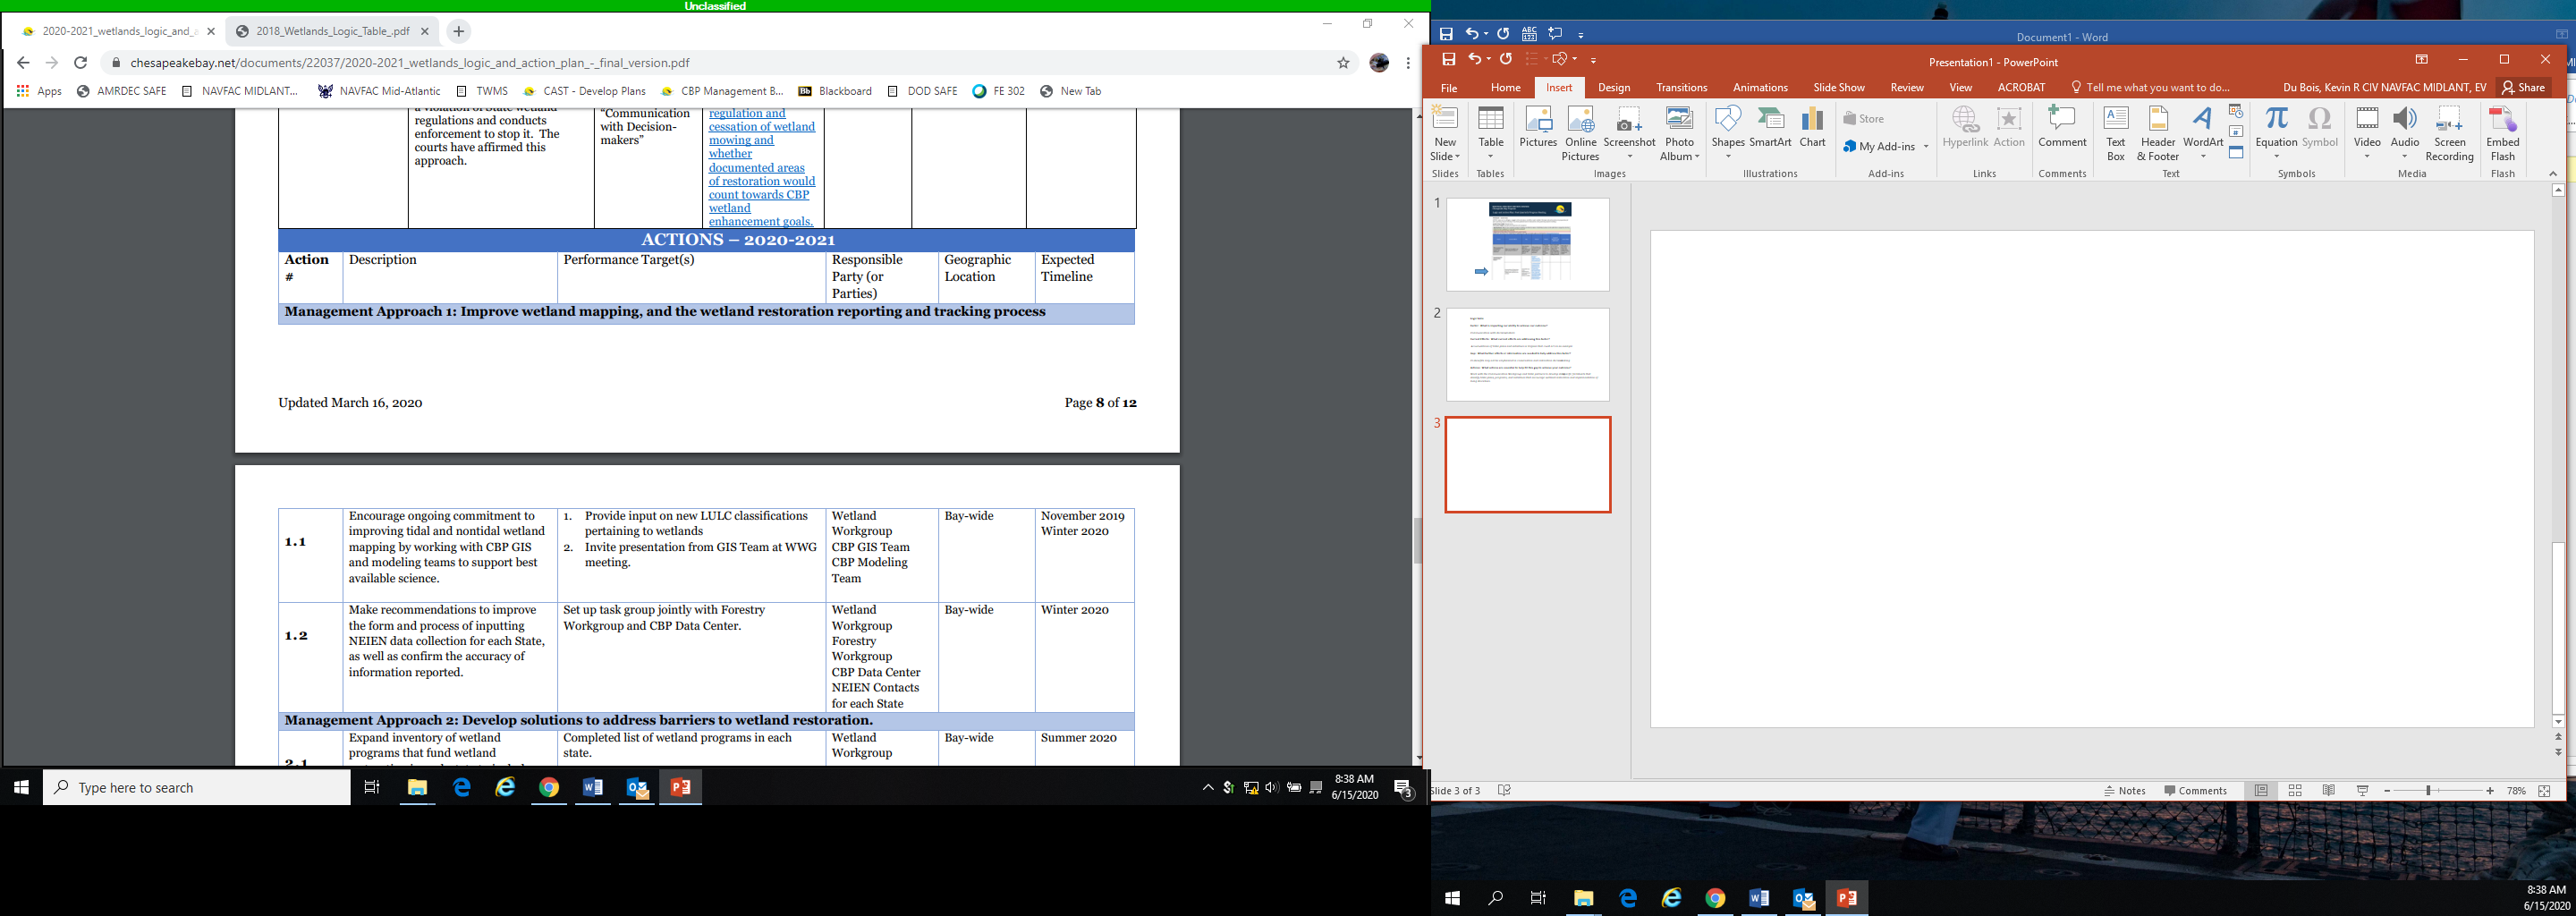 Unclassified
2020-2021_wetlands_logic_and_a
2018_Wetlands_Logic_Table_.pdf
chesapeakebay.net/documents/22037/2020-2021_wetlands_logic_and_action_plan_-_final_version.pdf
Apps
AMRDEC SAFE
NAVFAC MIDLANT...
NAVFAC Mid-Atlantic
TWMS
CAST - Develop Plans
CBP Management B...
Blackboard
DOD SAFE
FE 302
New Tab
a violation of State wetland
regulations and conducts
enforcement to stop it. The
courts have affirmed this
approach.
"Communication
with Decision-
makers"
regulation and
cessation of wetland
mowing and
whether
documented areas
of restoration would
count towards CBP
wetland
enhancement goals.
ACTIONS – 2020-2021
Action
#
Description
Performance Target(s)
Responsible
Party (or
Parties)
Geographic
Location
Expected
Timeline
Management Approach 1: Improve wetland mapping, and the wetland restoration reporting and tracking process
Updated March 16, 2020
Page 8 of 12
1.1
Encourage ongoing commitment to
improving tidal and nontidal wetland
mapping by working with CBP GIS
and modeling teams to support best
available science.
1. Provide input on new LULC classifications
pertaining to wetlands
2. Invite presentation from GIS Team at WWG
meeting.
Wetland
Workgroup
CBP GIS Team
CBP Modeling
Team
Bay-wide
November 2019
Winter 2020
1.2
Make recommendations to improve
the form and process of inputting
NEIEN data collection for each State,
as well as confirm the accuracy of
information reported.
Set up task group jointly with Forestry
Workgroup and CBP Data Center.
Wetland
Workgroup
Forestry
Workgroup
CBP Data Center
NEIEN Contacts
for each State
Bay-wide
Winter 2020
Management Approach 2: Develop solutions to address barriers to wetland restoration.
2.1
Expand inventory of wetland
programs that fund wetland
Completed list of wetland programs in each
state.
Wetland
Workgroup
Bay-wide
Summer 2020
Type here to search
8:38 AM
6/15/2020
3
Document1 - Word
Presentation1 - PowerPoint
File
Home
Insert
Design
Transitions
Animations
Slide Show
Review
View
ACROBAT
Tell me what you want to do...
Du Bois, Kevin R CIV NAVFAC MIDLANT, EV
Share
New
Slide
Table
Pictures
Online
Pictures
Screenshot
Photo
Album
Shapes
SmartArt
Chart
Store
My Add-ins
Hyperlink
Action
Comment
Text
Box
Header
& Footer
WordArt
Equation
Symbol
Video
Audio
Screen
Recording
Embed
Flash
Slides
Tables
Images
Illustrations
Add-ins
Links
Comments
Text
Symbols
Media
Flash
1
2
3
Slide 3 of 3
Notes
Comments
78%
8:38 AM
6/15/2020